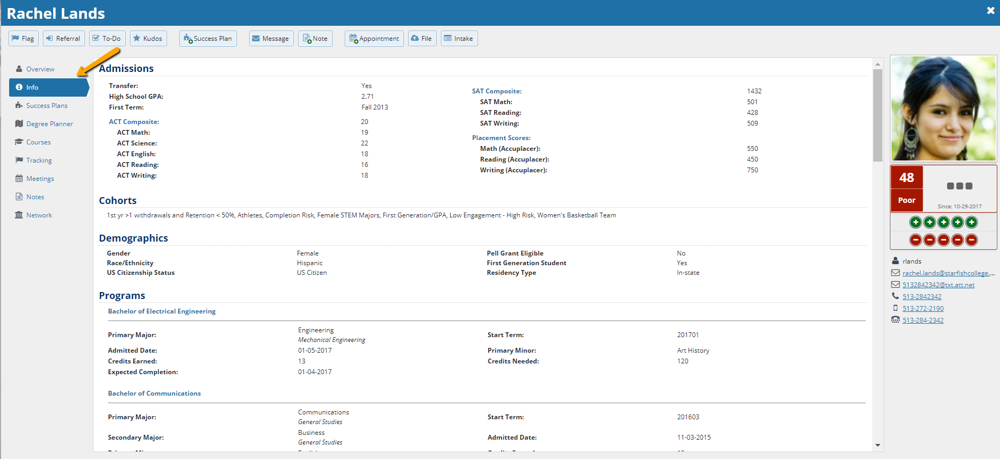 Rachel Lands
Flag Referral To-Do Kudos Success Plan Message Note Appointment File Intake
Overview
Info
Success Plans
Degree Planner
Courses
Tracking
Meetings
Notes
Network
Admissions
Transfer: Yes
High School GPA: 2.71
First Term: Fall 2013
ACT Composite: 20
ACT Math: 19
ACT Science: 22
ACT English: 18
ACT Reading: 16
ACT Writing: 18
SAT Composite: 1432
SAT Math: 501
SAT Reading: 428
SAT Writing: 509
Placement Scores:
Math (Accuplacer): 550
Reading (Accuplacer): 450
Writing (Accuplacer): 750
Cohorts
1st yr >1 withdrawals and Retention < 50%, Athletes, Completion Risk, Female STEM Majors, First Generation/GPA, Low Engagement - High Risk, Women's Basketball Team
Demographics
Gender Female Pell Grant Eligible No
Race/Ethnicity Hispanic First Generation Student Yes
US Citizenship Status US Citizen Residency Type In-state
Programs
Bachelor of Electrical Engineering
Primary Major: Engineering Start Term: 201701
Mechanical Engineering
Admitted Date: 01-05-2017 Primary Minor: Art History
Credits Earned: 13 Credits Needed: 120
Expected Completion: 01-04-2017
Bachelor of Communications
Primary Major: Communications Start Term: 201603
General Studies
Secondary Major: Business Admitted Date: 11-03-2015
General Studies
48
Poor
Since: 10-29-2017
rlands
rachel.lands@starfishcollege....
5132842342@txt.att.net
513-2842342
513-272-2190
513-284-2342